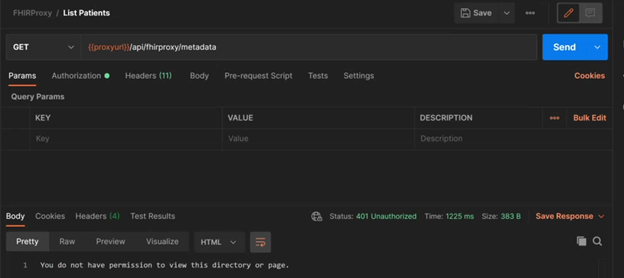 FHIRProxy / List Patients
Save
GET
{{proxyurl}}/api/fhirproxy/metadata
Send
Params Authorization Headers (11) Body Pre-request Script Tests Settings Cookies
Query Params
KEY VALUE DESCRIPTION Bulk Edit
Key Value Description
Body Cookies Headers (4) Test Results Status: 401 Unauthorized Time: 1225 ms Size: 383 B Save Response
Pretty Raw Preview Visualize HTML
1 You do not have permission to view this directory or page.